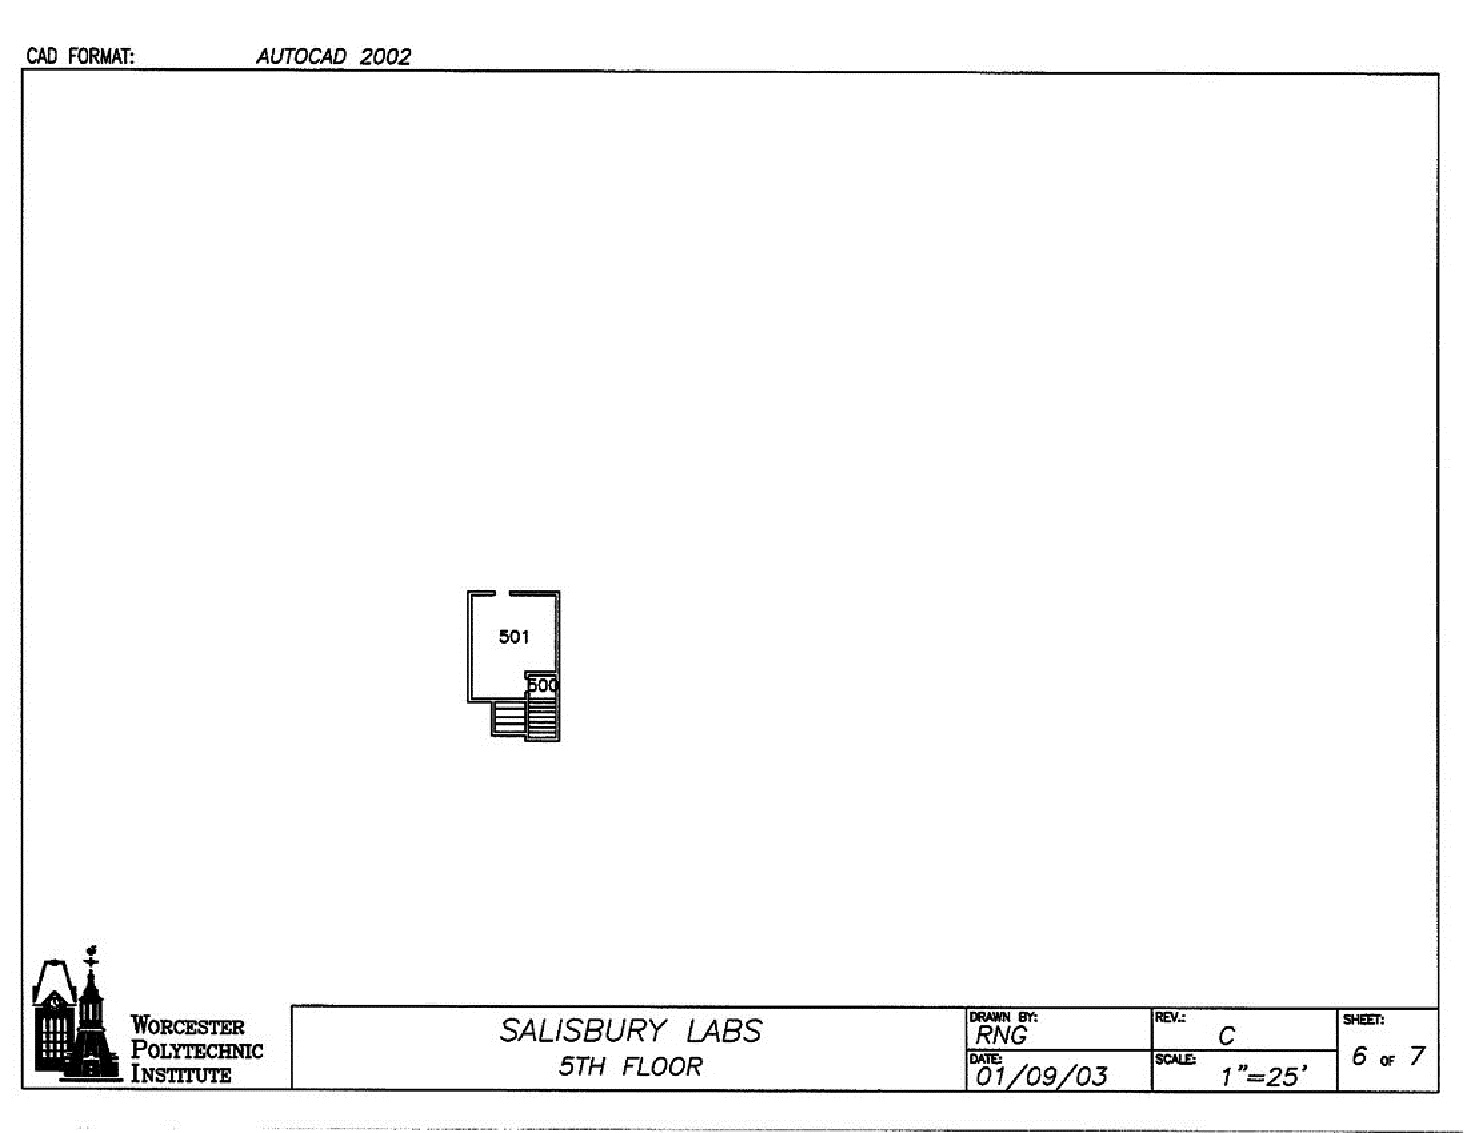 CAD FORMAT: AUTOCAD 2002
501
500
WORCESTER
POLYTECHNIC
INSTITUTE
SALISBURY LABS
5TH FLOOR
DRAWN BY:
RNG
DATE:
01/09/03
REV.:
C
SCALE:
1"=25'
SHEET:
6 OF 7